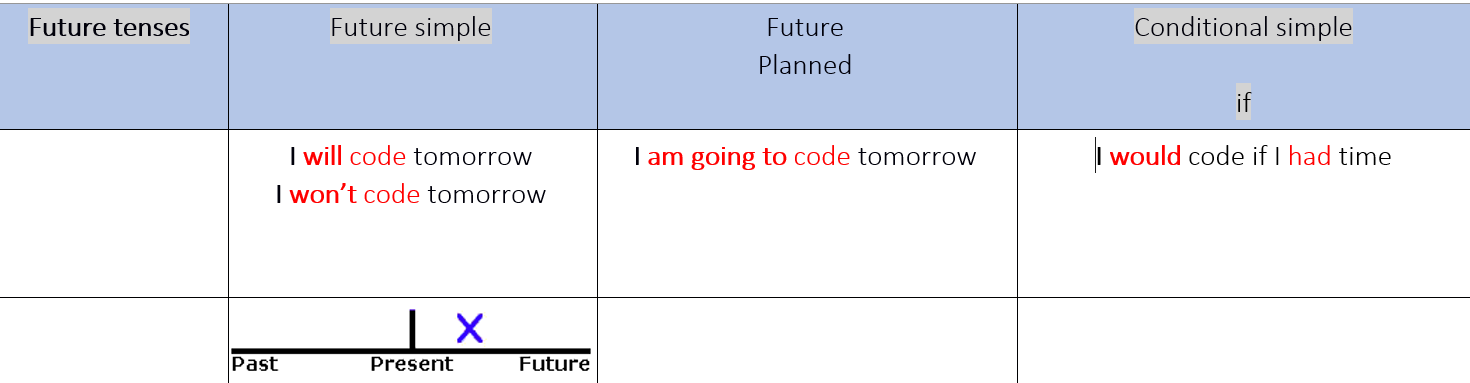 Future tenses
Future simple
Future
Planned
Conditional simple
if
I will code tomorrow
I won’t code tomorrow
I am going to code tomorrow
I would code if I had time
Past Present Future